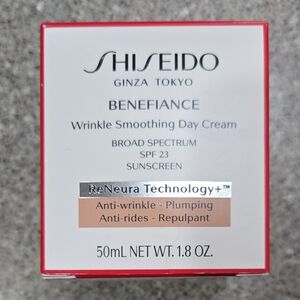 SHISEIDO
GINZA TOKYO
BENEFIANCE
Wrinkle Smoothing Day Cream
BROAD SPECTRUM
SPF 23
SUNSCREEN
ReNeura Technology+™
Anti-wrinkle - Plumping
Anti-rides - Repulpant
50mL NET WT. 1.8 OZ.